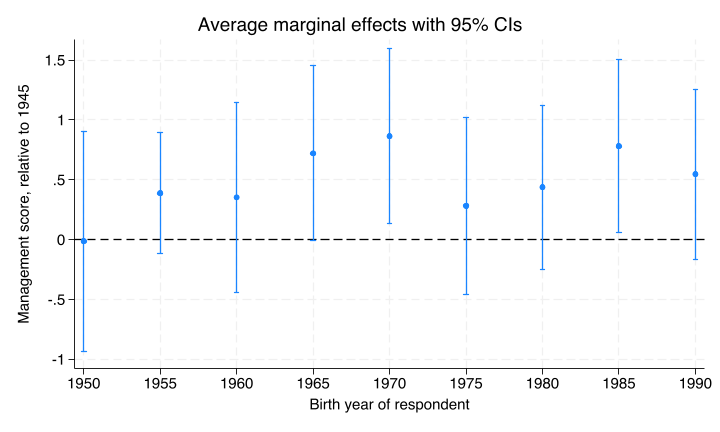 Average marginal effects with 95% CIs
Management score, relative to 1945
1.5
1
.5
0
-.5
-1
1950 1955 1960 1965 1970 1975 1980 1985 1990
Birth year of respondent